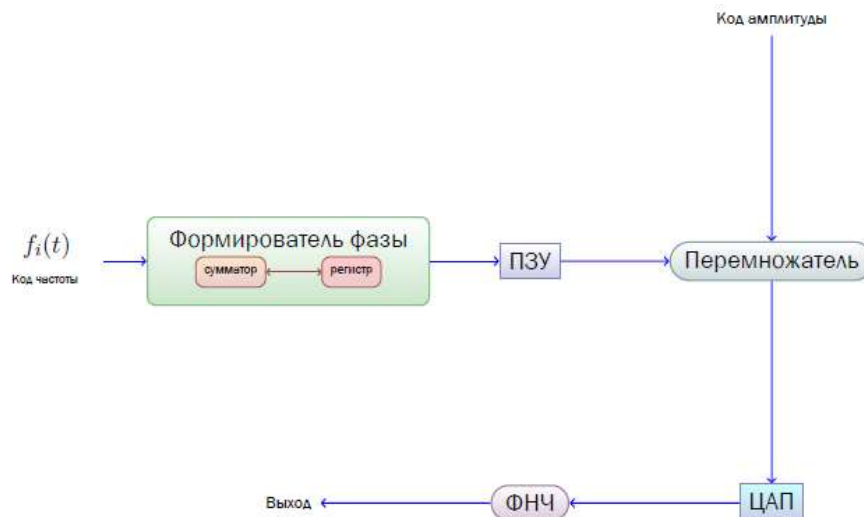 Код амплитуды
Формирователь фазы
f_i(t)
сумматор
регистр
ПЗУ
Перемножатель
Код частоты
Выход
ФНЧ
ЦАП